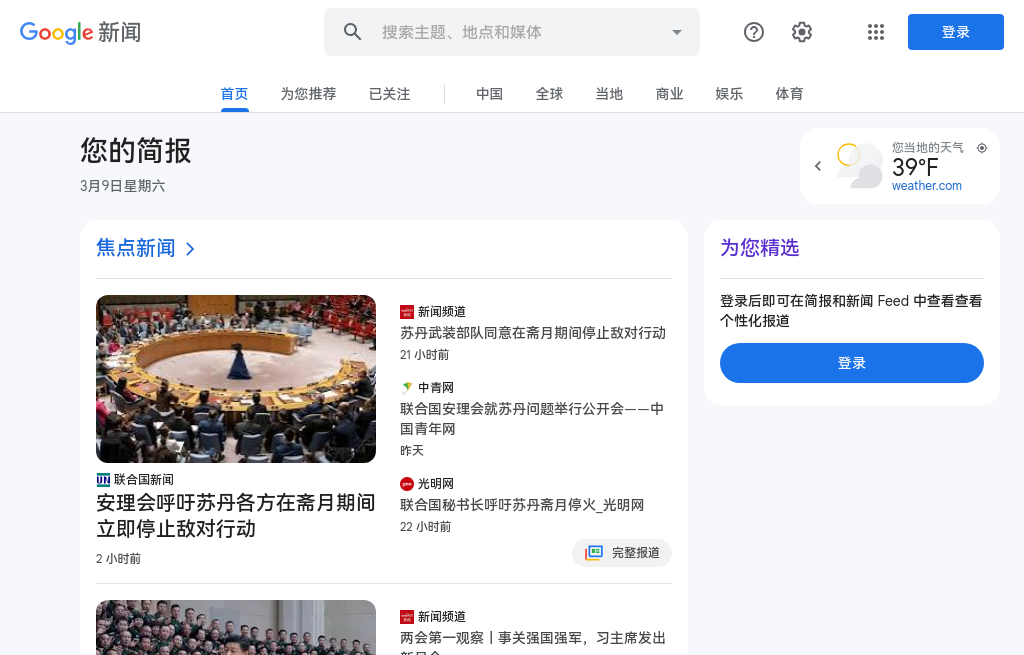 Google 新闻
搜索主题、地点和媒体
登录
首页
为您推荐
已关注
中国
全球
当地
商业
娱乐
体育
您的简报
3月9日星期六
您当地的天气
39°F
weather.com
焦点新闻
UN 联合国新闻
安理会呼吁苏丹各方在斋月期间
立即停止敌对行动
2 小时前
新闻频道
苏丹武装部队同意在斋月期间停止敌对行动
21 小时前
中青网
联合国安理会就苏丹问题举行公开会——中
国青年网
昨天
光明网
联合国秘书长呼吁苏丹斋月停火_光明网
22 小时前
完整报道
新闻频道
两会第一观察丨事关强国强军，习主席发出
为您精选
登录后即可在简报和新闻 Feed 中查看查看
个性化报道
登录